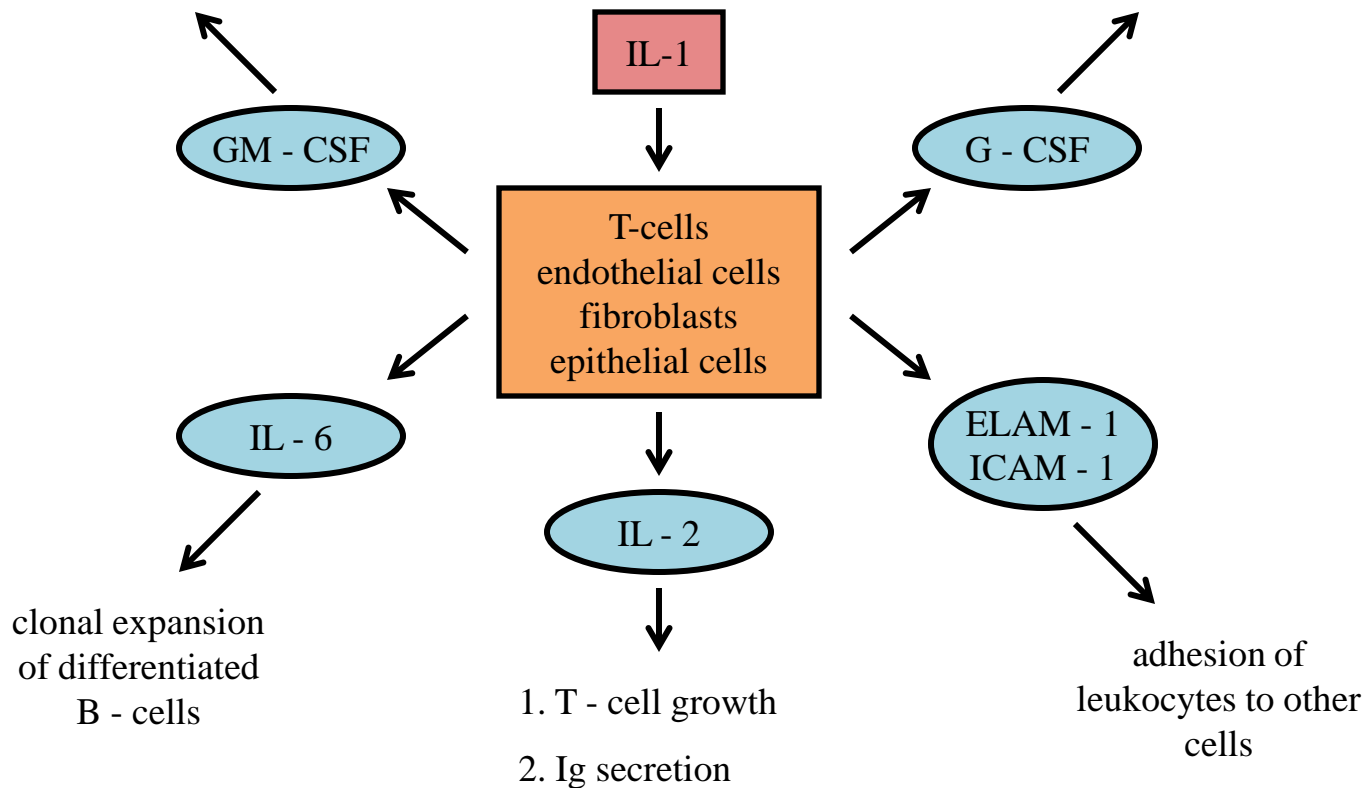 IL-1
GM - CSF
G - CSF
T-cells
endothelial cells
fibroblasts
epithelial cells
IL - 6
ELAM - 1
ICAM - 1
IL - 2
clonal expansion
of differentiated
B - cells
1. T - cell growth
2. Ig secretion
adhesion of
leukocytes to other
cells